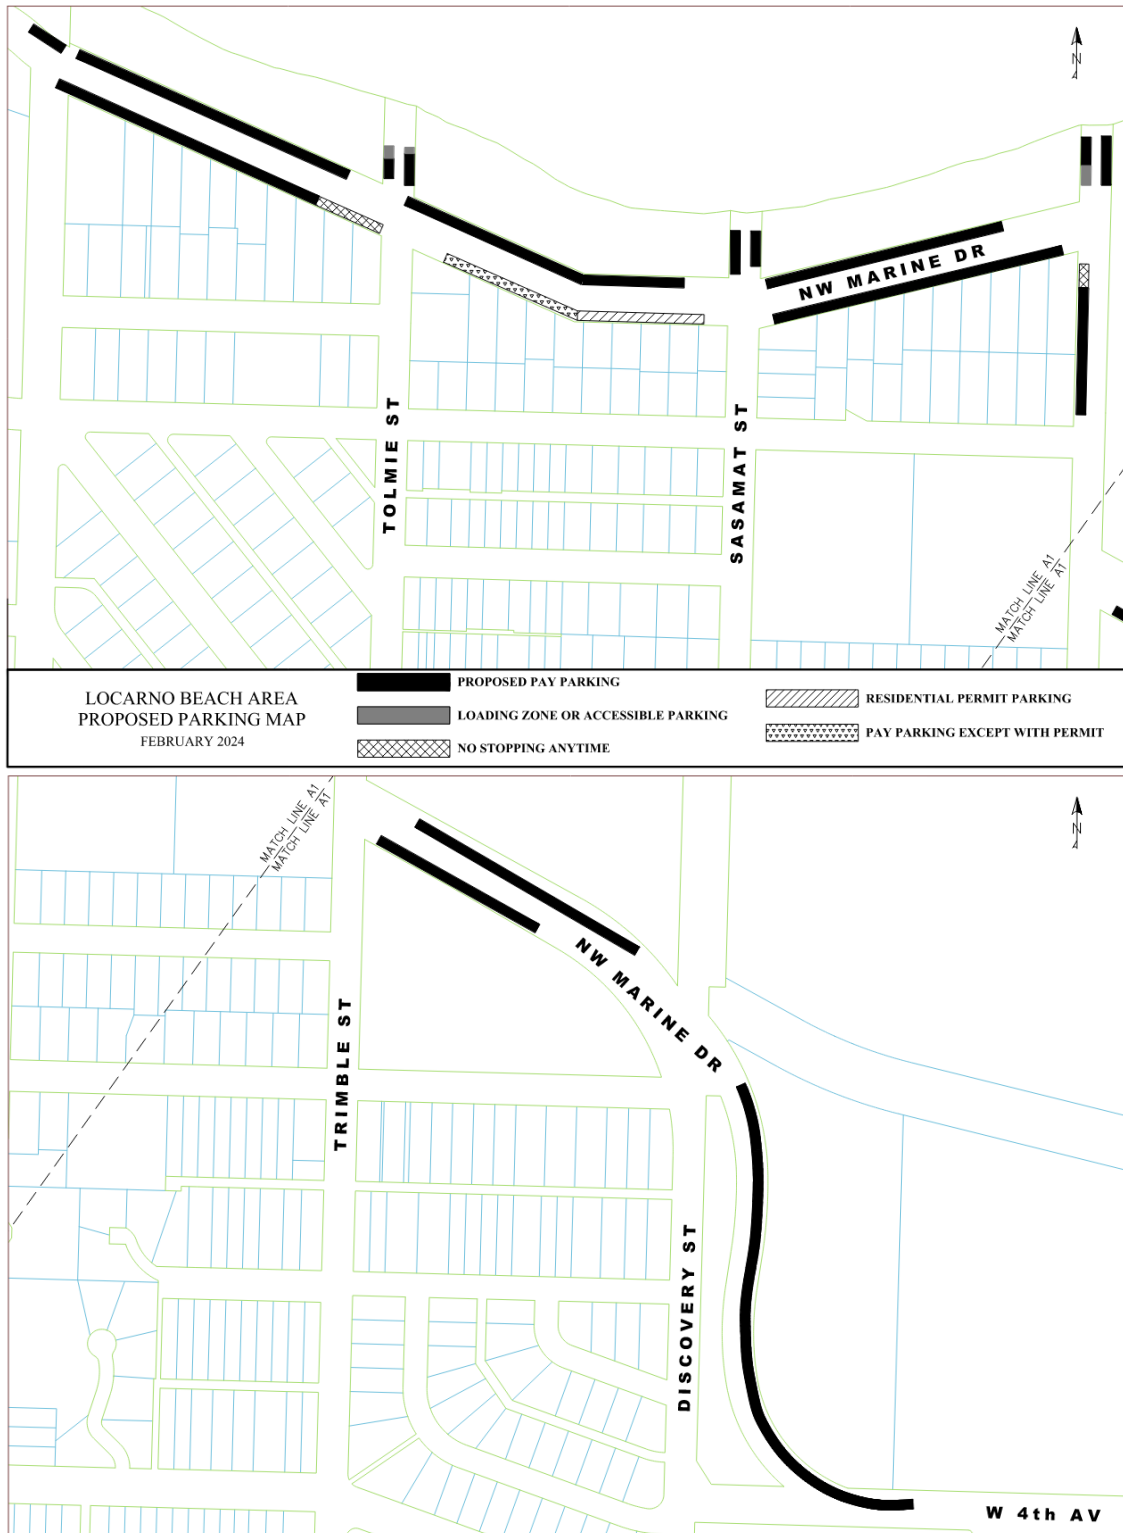 N
NW MARINE DR
TOLMIE ST
SASAMAT ST
MATCH LINE A1
MATCH LINE A1
LOCARNO BEACH AREA
PROPOSED PARKING MAP
FEBRUARY 2024
PROPOSED PAY PARKING
LOADING ZONE OR ACCESSIBLE PARKING
NO STOPPING ANYTIME
RESIDENTIAL PERMIT PARKING
PAY PARKING EXCEPT WITH PERMIT
MATCH LINE A1
MATCH LINE A1
N
NW MARINE DR
TRIMBLE ST
DISCOVERY ST
W 4th AV